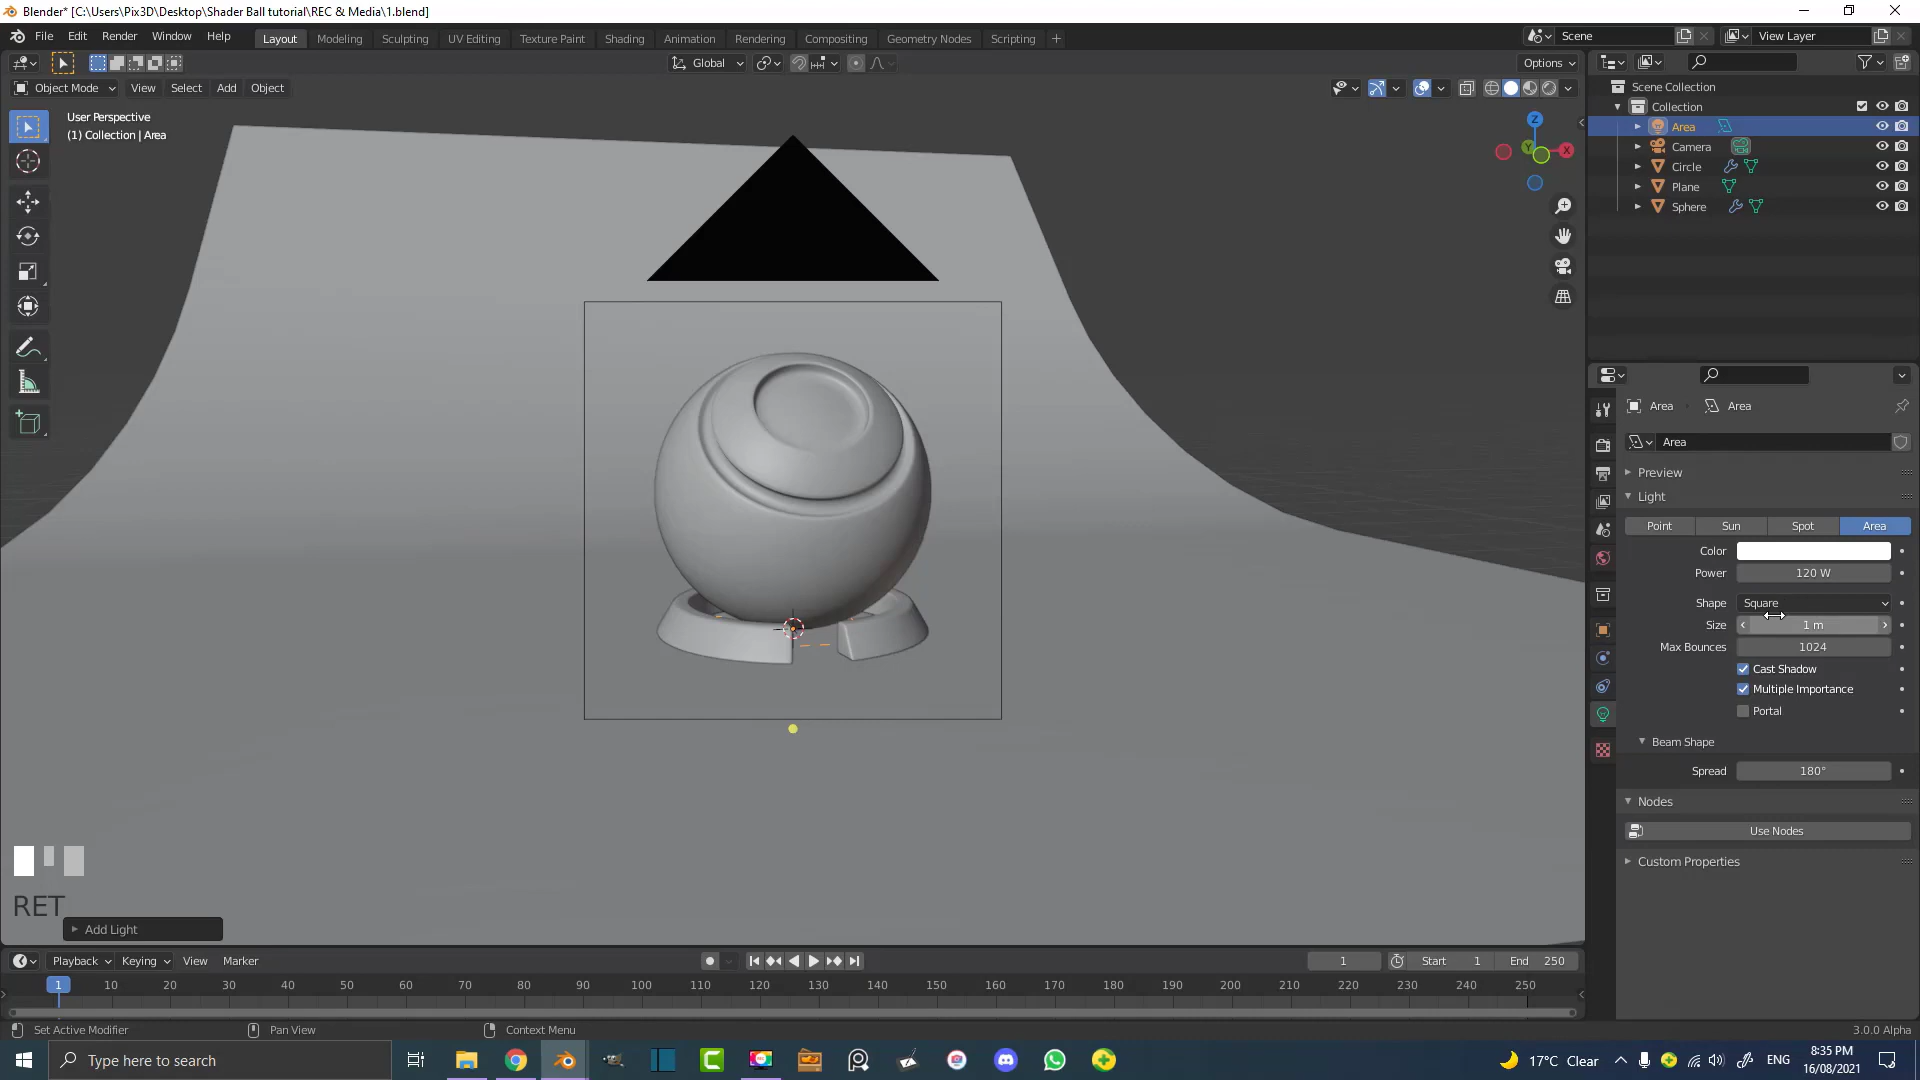 Blender* [C:\Users\Pix3D\Desktop\Shader Ball tutorial\REC & Media\1.blend]
File Edit Render Window Help Layout Modeling Sculpting UV Editing Texture Paint Shading Animation Rendering Compositing Geometry Nodes Scripting + Scene View Layer
Global Options
Object Mode View Select Add Object
User Perspective
(1) Collection | Area
Z
Y
X
Scene Collection
Collection
Area
Camera
Circle
Plane
Sphere
Area Area
Area
Preview
Light
Point Sun Spot Area
Color
Power 120 W
Shape Square
Size 1 m
Max Bounces 1024
Cast Shadow
Multiple Importance
Portal
Beam Shape
Spread 180°
Nodes
Use Nodes
Custom Properties
RET
Add Light
Playback Keying View Marker 1 Start 1 End 250
1 10 20 30 40 50 60 70 80 90 100 110 120 130 140 150 160 170 180 190 200 210 220 230 240 250
Set Active Modifier Pan View Context Menu 3.0.0 Alpha
Type here to search
17°C Clear ENG
8:35 PM
16/08/2021